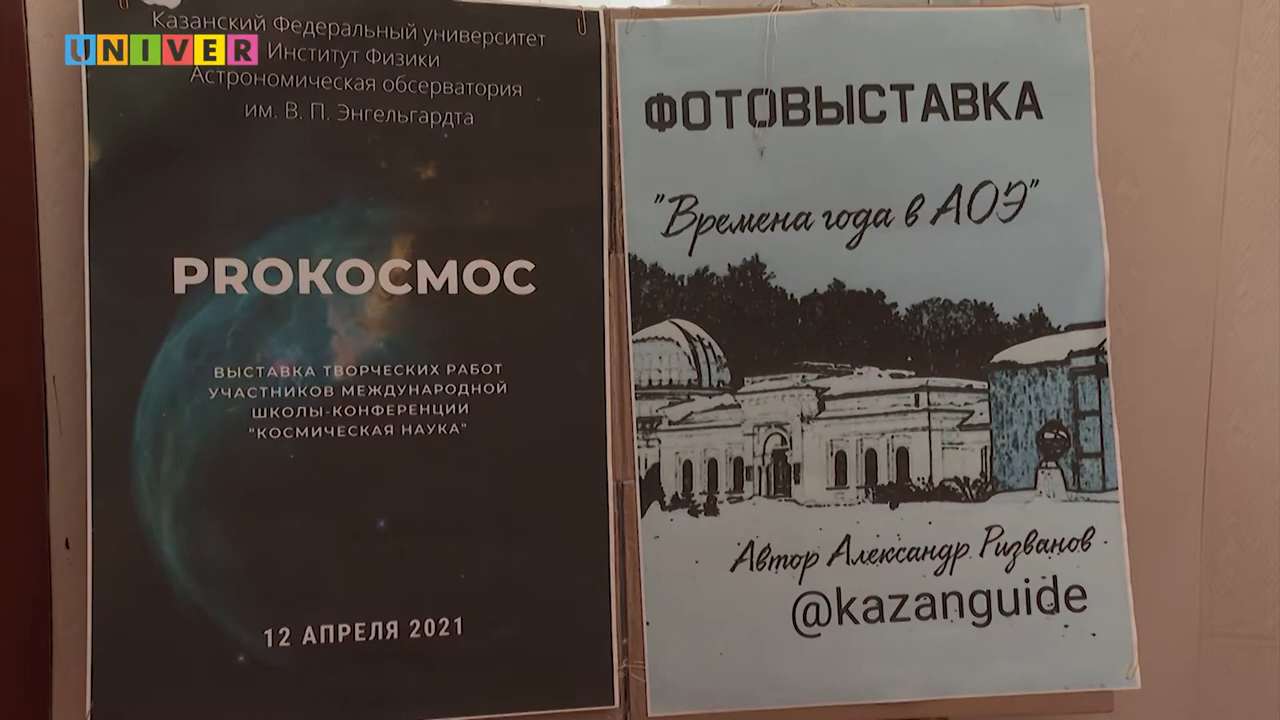 UNIVER
Казанский Федеральный университет
Институт Физики
Астрономическая обсерватория
им. В. П. Энгельгардта
PROКОСМОС
ВЫСТАВКА ТВОРЧЕСКИХ РАБОТ
УЧАСТНИКОВ МЕЖДУНАРОДНОЙ
ШКОЛЫ-КОНФЕРЕНЦИИ
"КОСМИЧЕСКАЯ НАУКА"
12 АПРЕЛЯ 2021
ФОТОВЫСТАВКА
"Времена года в АОЭ"
Автор Александр Ризванов
@kazanguide